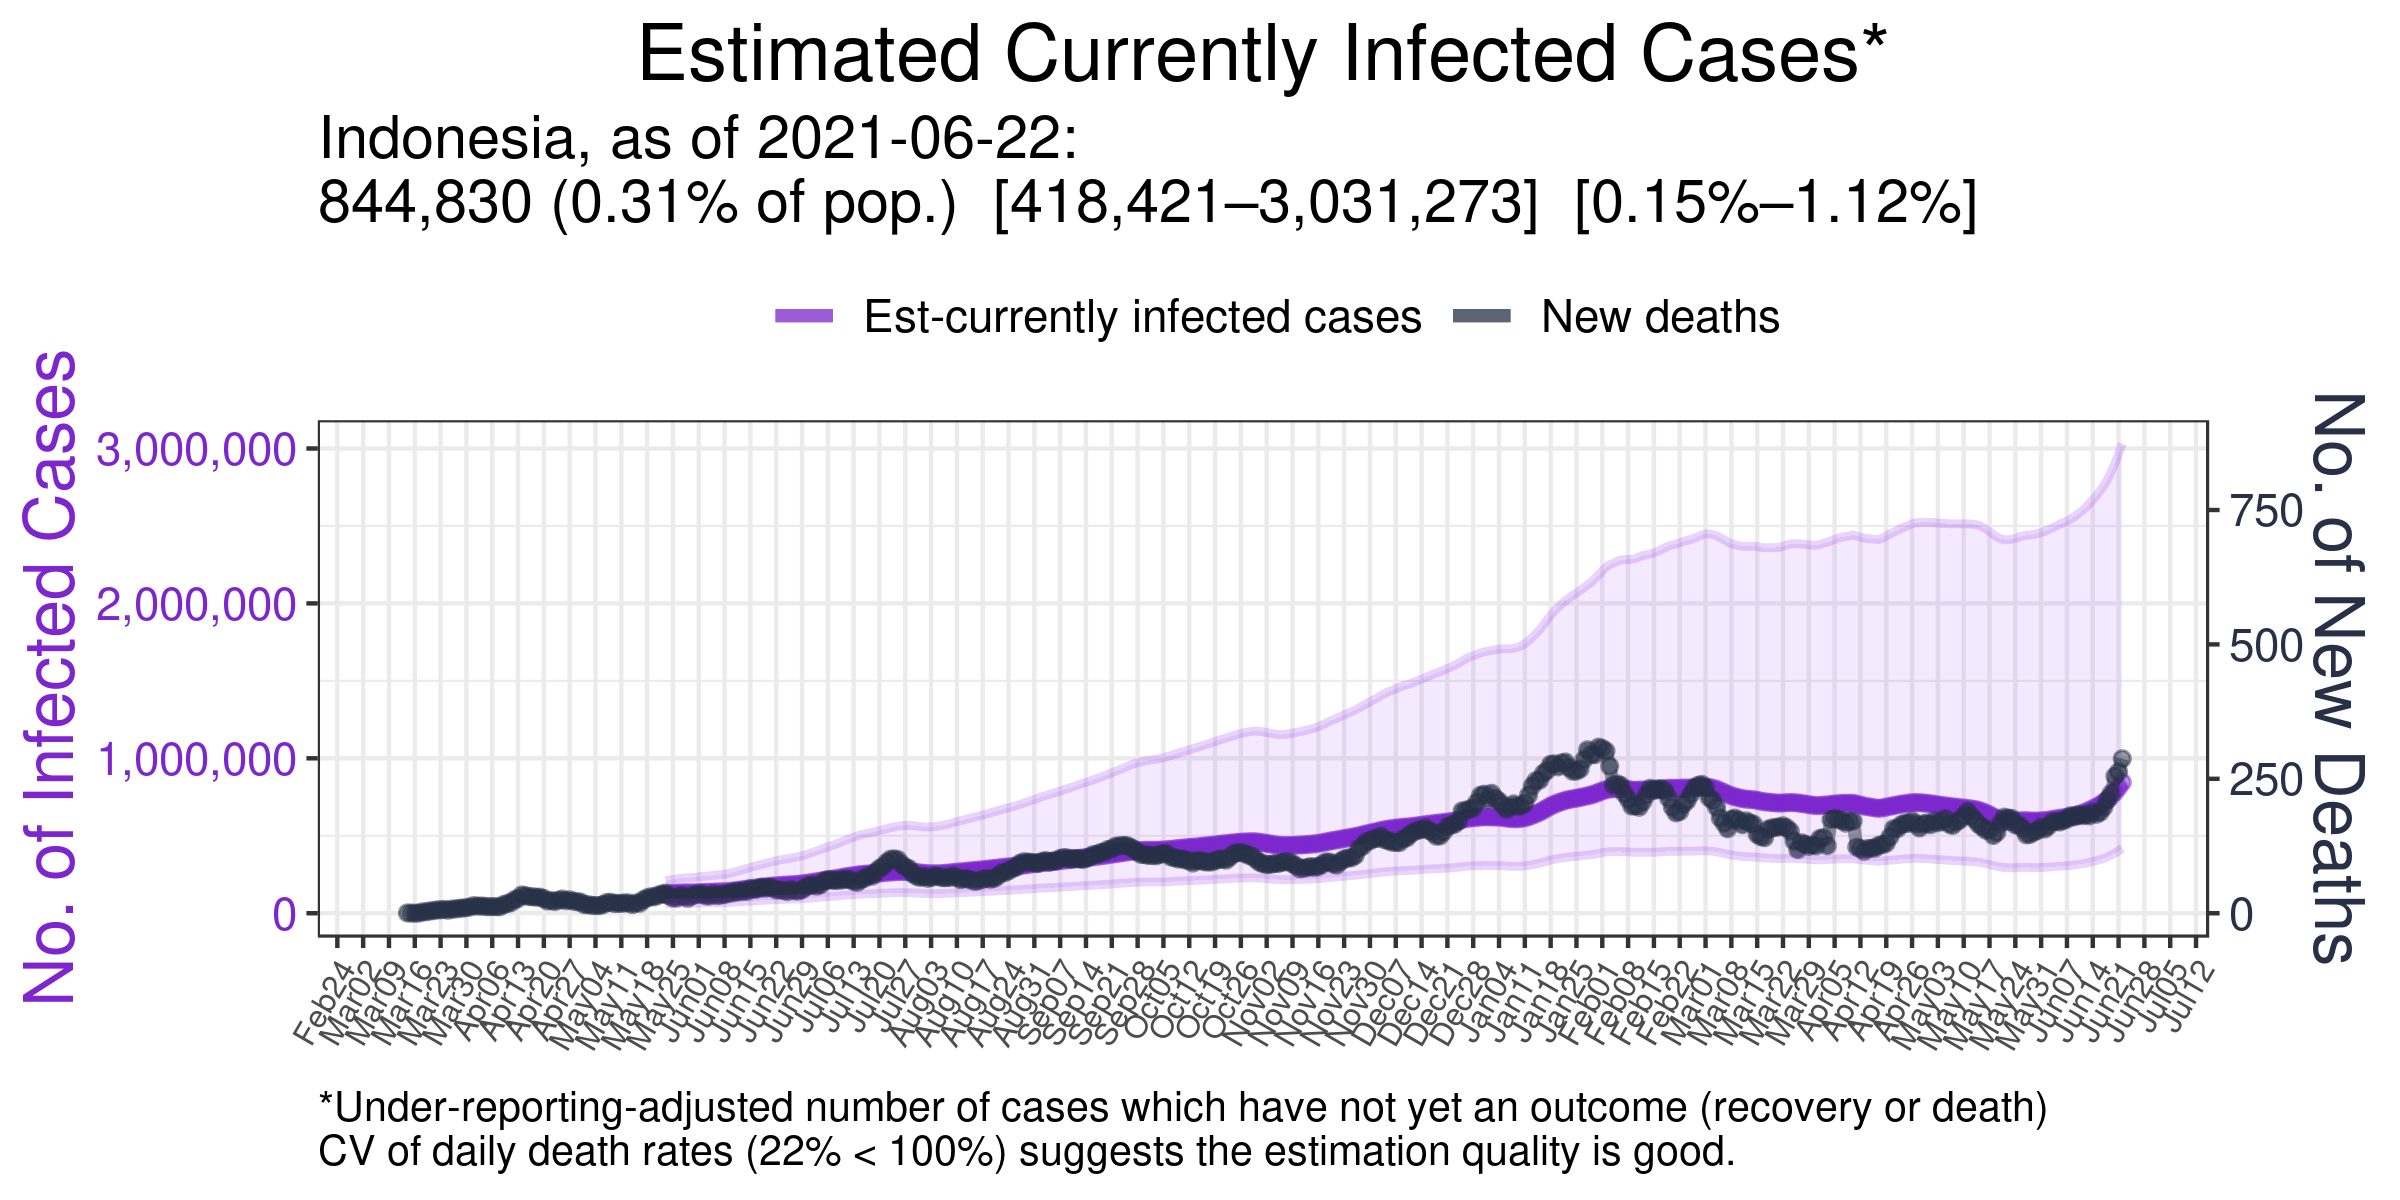 Estimated Currently Infected Cases*
Indonesia, as of 2021-06-22:
844,830 (0.31% of pop.)  [418,421–3,031,273]  [0.15%–1.12%]
Est-currently infected cases
New deaths
No. of Infected Cases
3,000,000
2,000,000
1,000,000
0
No. of New Deaths
750
500
250
0
Feb24
Mar02
Mar09
Mar16
Mar23
Mar30
Apr06
Apr13
Apr20
Apr27
May04
May11
May18
May25
Jun01
Jun08
Jun15
Jun22
Jun29
Jul06
Jul13
Jul20
Jul27
Aug03
Aug10
Aug17
Aug24
Aug31
Sep07
Sep14
Sep21
Sep28
Oct05
Oct12
Oct19
Oct26
Nov02
Nov09
Nov16
Nov23
Nov30
Dec07
Dec14
Dec21
Dec28
Jan04
Jan11
Jan18
Jan25
Feb01
Feb08
Feb15
Feb22
Mar01
Mar08
Mar15
Mar22
Mar29
Apr05
Apr12
Apr19
Apr26
May03
May10
May17
May24
May31
Jun07
Jun14
Jun21
Jun28
Jul05
Jul12
*Under-reporting-adjusted number of cases which have not yet an outcome (recovery or death)
CV of daily death rates (22% < 100%) suggests the estimation quality is good.